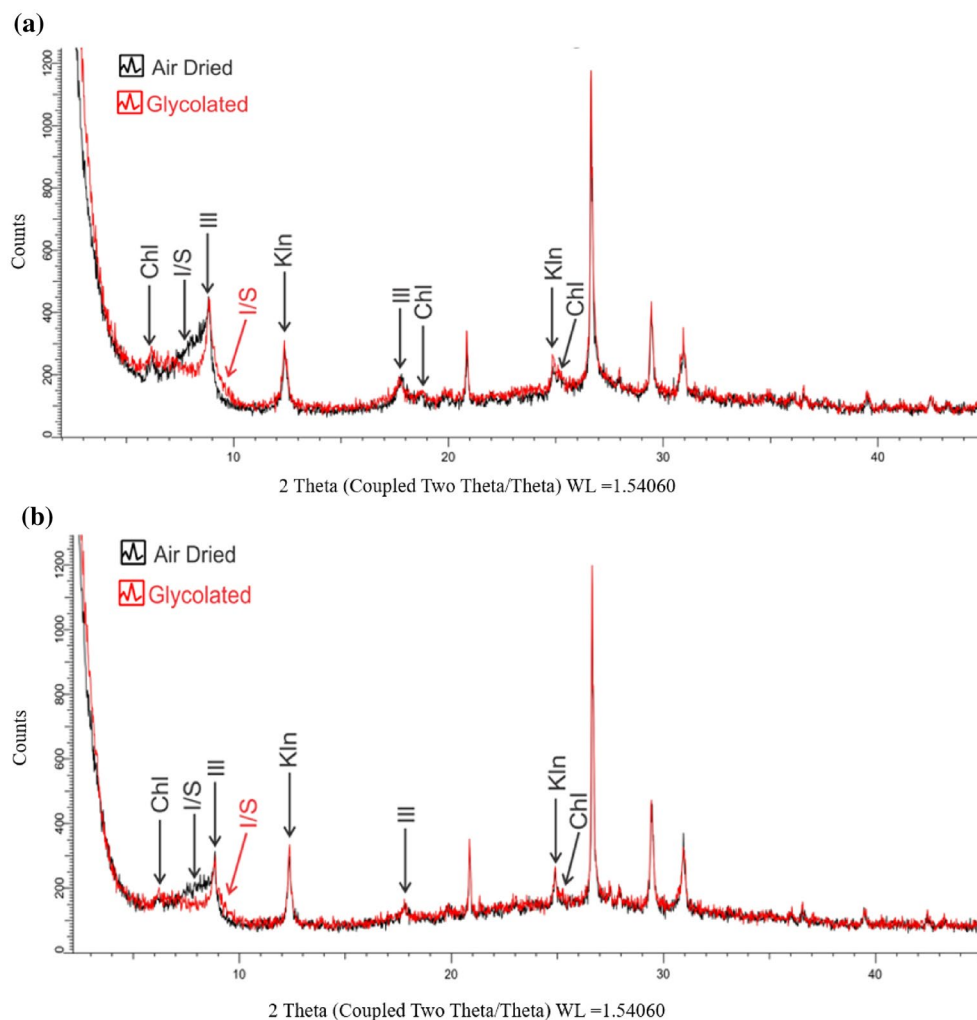 (a)
Air Dried
Glycolated
Counts
0
200
400
600
800
1000
1200
Chl
I/S
Ill
I/S
Kln
Ill
Chl
Kln
Chl
10
20
30
40
2 Theta (Coupled Two Theta/Theta) WL =1.54060
(b)
Air Dried
Glycolated
Counts
0
200
400
600
800
1000
1200
Chl
I/S
Ill
I/S
Kln
Ill
Kln
Chl
10
20
30
40
2 Theta (Coupled Two Theta/Theta) WL =1.54060